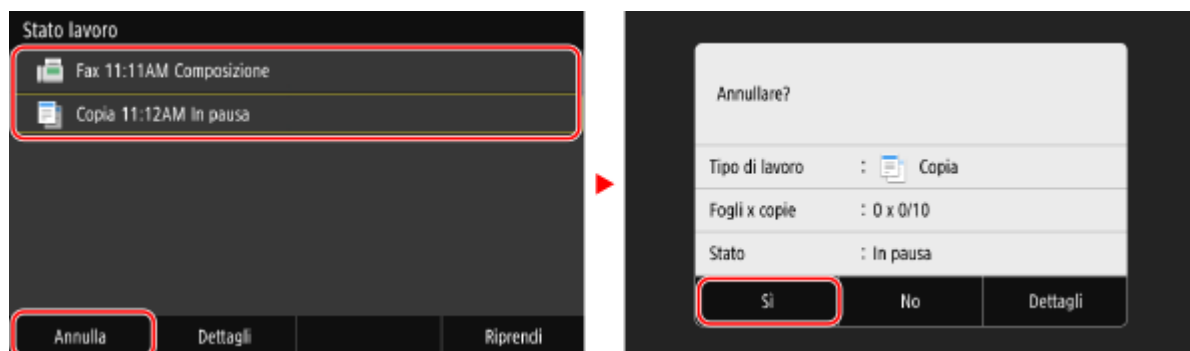 Stato lavoro
Fax 11:11AM Composizione
Copia 11:12AM In pausa
Annulla Dettagli Riprendi
Annullare?
Tipo di lavoro : Copia
Fogli x copie : 0 x 0/10
Stato : In pausa
Sì No Dettagli